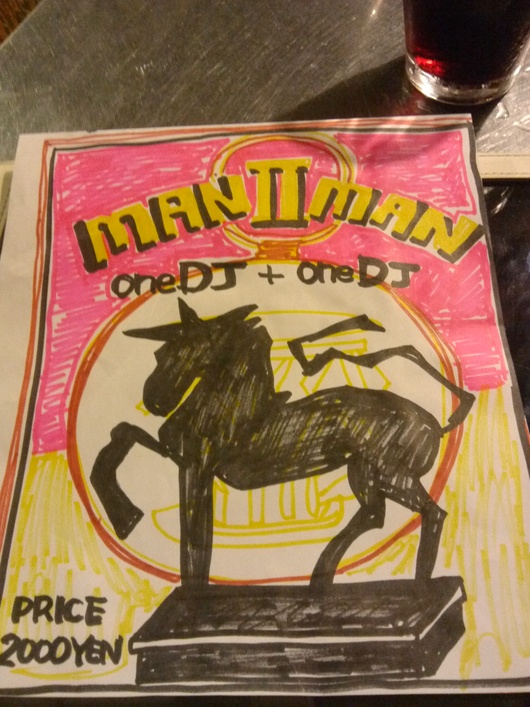 MAN II MAN
oneDJ + oneDJ
PRICE
2000YEN